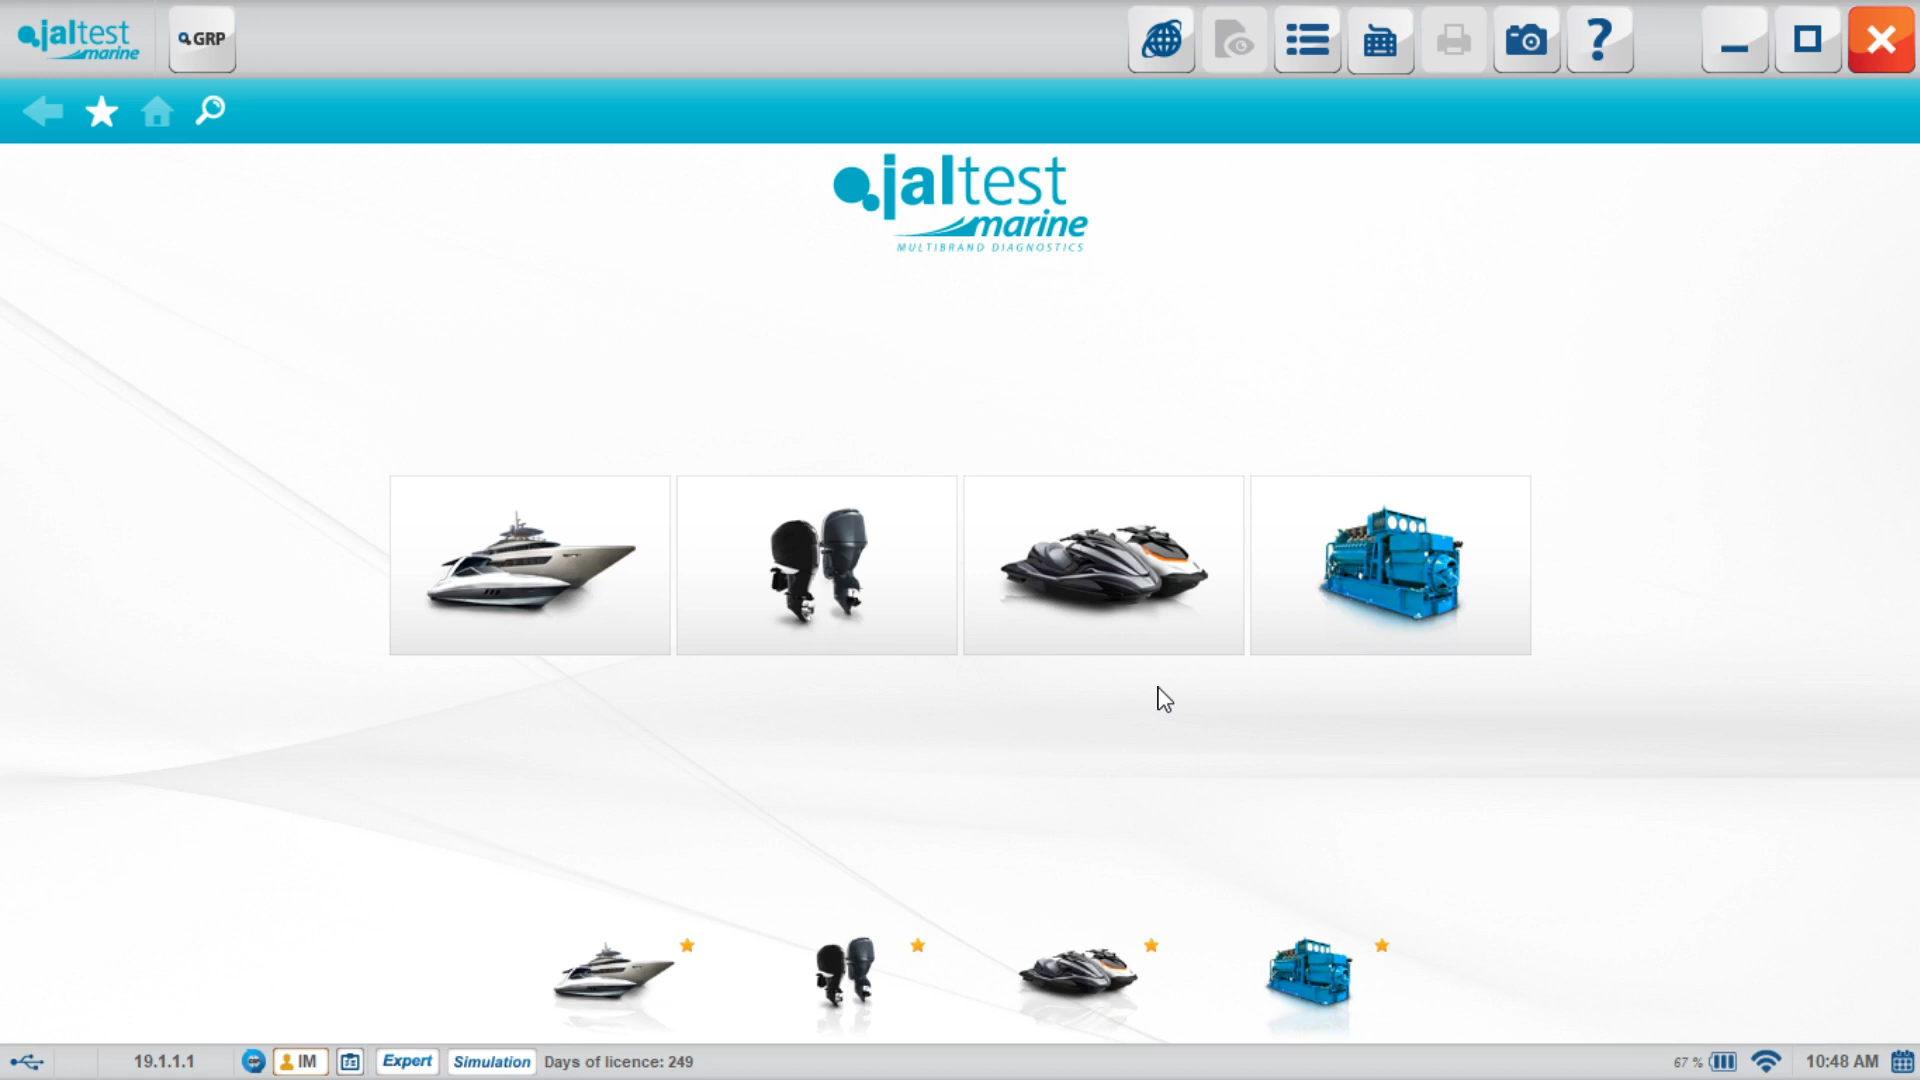 jaltest
marine
GRP
?
jaltest
marine
MULTIBRAND DIAGNOSTICS
19.1.1.1
IM
Expert
Simulation
Days of licence: 249
67 %
10:48 AM